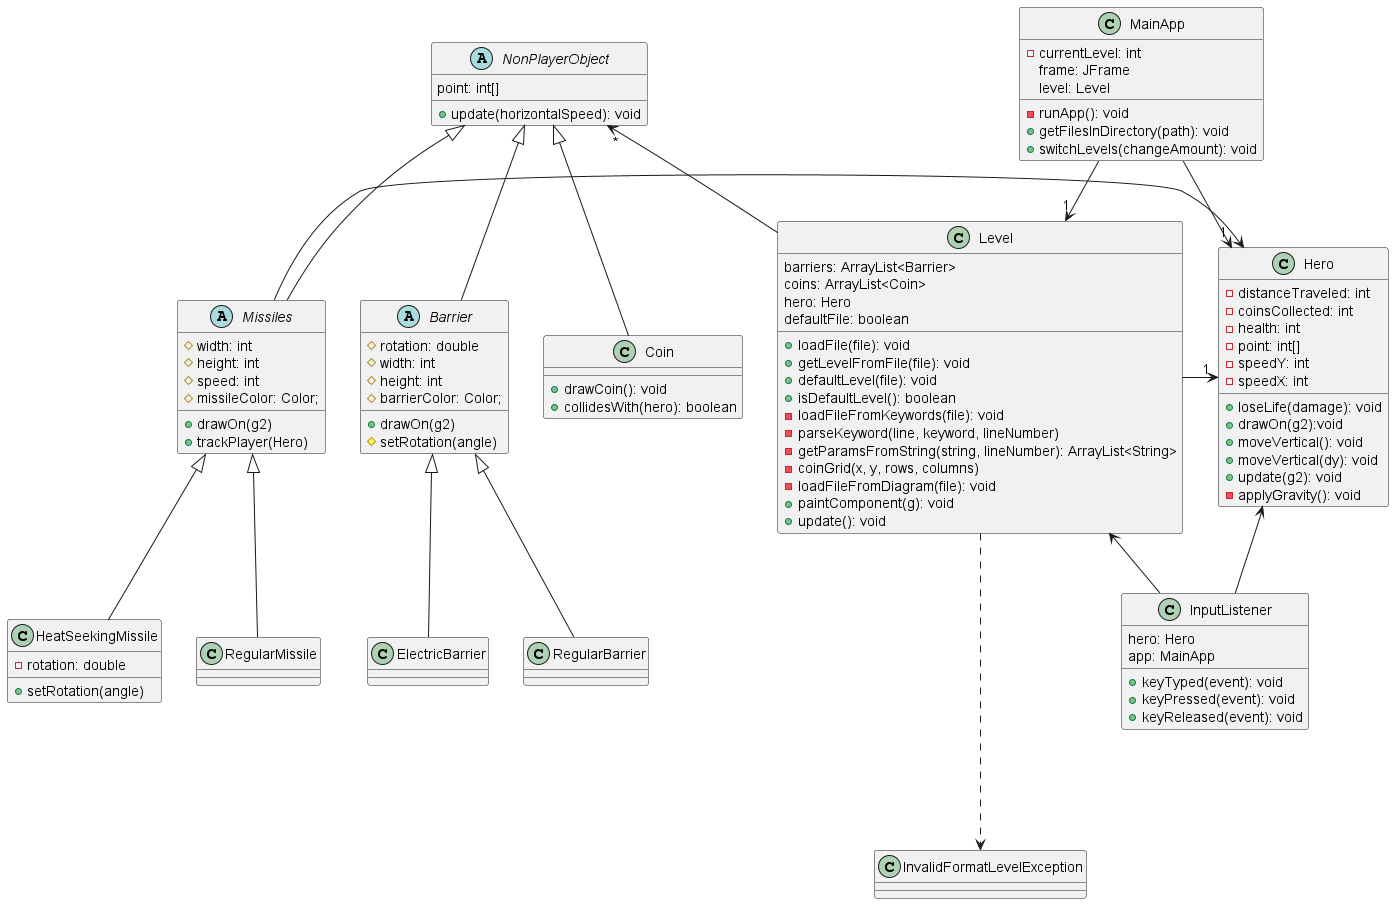 C MainApp
currentLevel: int
frame: JFrame
level: Level
runApp(): void
getFilesInDirectory(path): void
switchLevels(changeAmount): void
A NonPlayerObject
point: int[]
update(horizontalSpeed): void
*
1
1
C Level
barriers: ArrayList<Barrier>
coins: ArrayList<Coin>
hero: Hero
defaultFile: boolean
loadFile(file): void
getLevelFromFile(file): void
defaultLevel(file): void
isDefaultLevel(): boolean
loadFileFromKeywords(file): void
parseKeyword(line, keyword, lineNumber)
getParamsFromString(string, lineNumber): ArrayList<String>
coinGrid(x, y, rows, columns)
loadFileFromDiagram(file): void
paintComponent(g): void
update(): void
1
C Hero
distanceTraveled: int
coinsCollected: int
health: int
point: int[]
speedY: int
speedX: int
loseLife(damage): void
drawOn(g2):void
moveVertical(): void
moveVertical(dy): void
update(g2): void
applyGravity(): void
A Missiles
width: int
height: int
speed: int
missileColor: Color;
drawOn(g2)
trackPlayer(Hero)
A Barrier
rotation: double
width: int
height: int
barrierColor: Color;
drawOn(g2)
setRotation(angle)
C Coin
drawCoin(): void
collidesWith(hero): boolean
C HeatSeekingMissile
rotation: double
setRotation(angle)
C RegularMissile
C ElectricBarrier
C RegularBarrier
C InputListener
hero: Hero
app: MainApp
keyTyped(event): void
keyPressed(event): void
keyReleased(event): void
C InvalidFormatLevelException